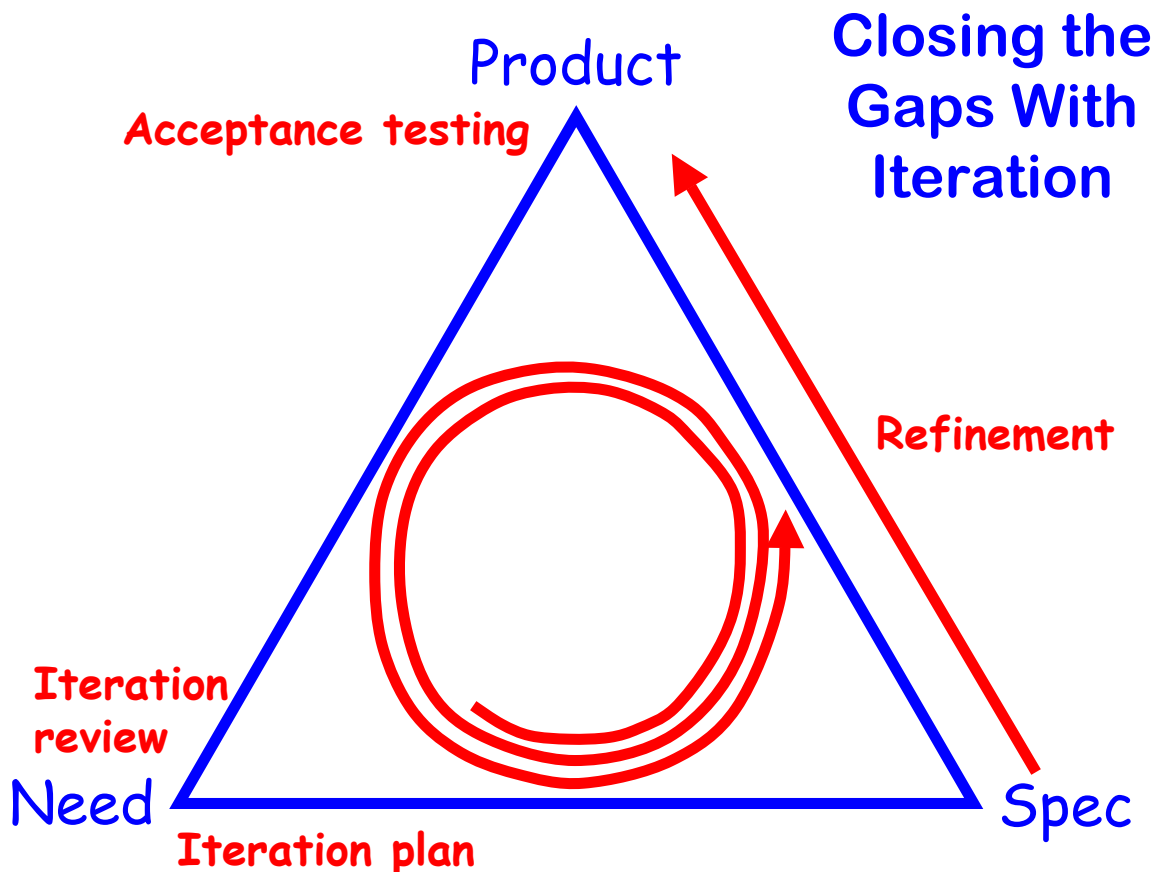 Closing the
Gaps With
Iteration
Product
Acceptance testing
Refinement
Iteration
review
Need
Spec
Iteration plan